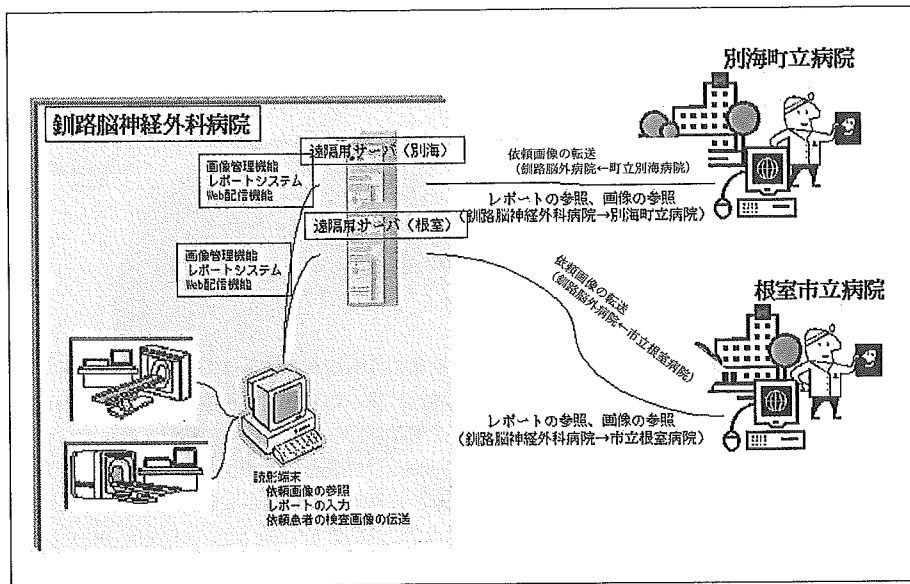 釧路脳神経外科病院
遠隔用サーバ（別海）
画像管理機能
レポートシステム
Web配信機能
遠隔用サーバ（根室）
画像管理機能
レポートシステム
Web配信機能
読影端末
依頼画像の参照
レポートの入力
依頼患者の検査画像の伝送
別海町立病院
依頼画像の転送
（釧路脳外病院←町立別海病院）
レポートの参照、画像の参照
（釧路脳神経外科病院→別海町立病院）
根室市立病院
依頼画像の転送
（釧路脳外病院←市立根室病院）
レポートの参照、画像の参照
（釧路脳神経外科病院→市立根室病院）